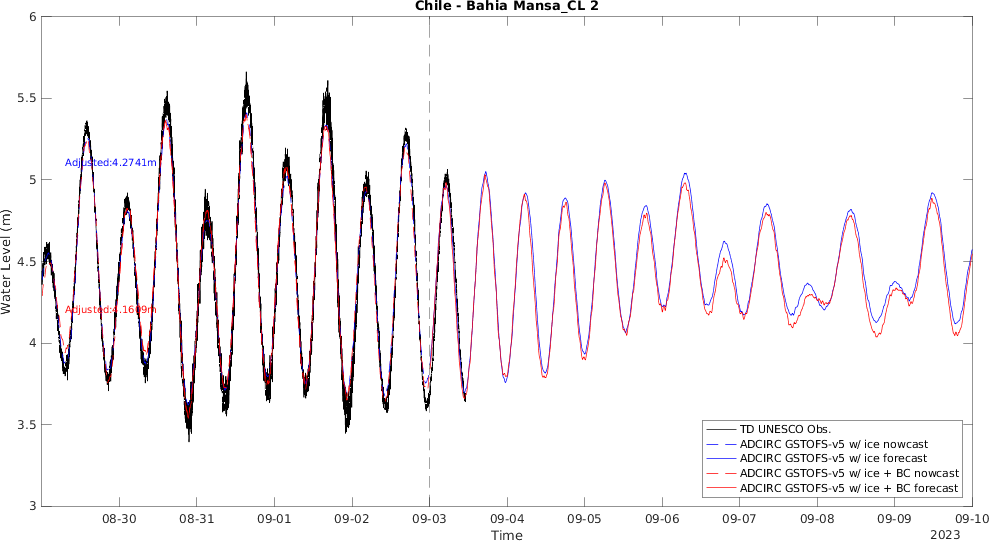 Chile - Bahia Mansa_CL 2
6
5.5
5
4.5
4
3.5
3
Water Level (m)
Adjusted:4.2741m
Adjusted:4.1609m
TD UNESCO Obs.
ADCIRC GSTOFS-v5 w/ ice nowcast
ADCIRC GSTOFS-v5 w/ ice forecast
ADCIRC GSTOFS-v5 w/ ice + BC nowcast
ADCIRC GSTOFS-v5 w/ ice + BC forecast
08-30 08-31 09-01 09-02 09-03 09-04 09-05 09-06 09-07 09-08 09-09 09-10
Time
2023